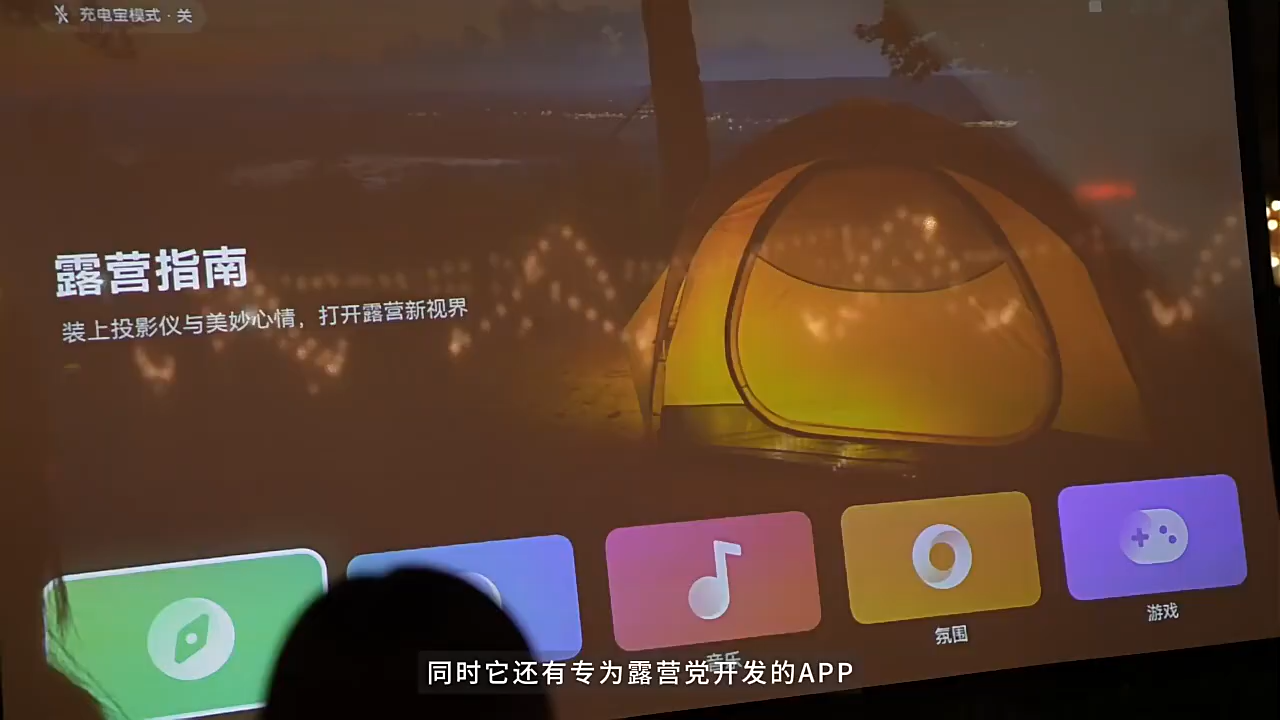 充电宝模式 · 关
露营指南
装上投影仪与美妙心情，打开露营新视界
游戏
氛围
音乐
同时它还有专为露营党开发的APP